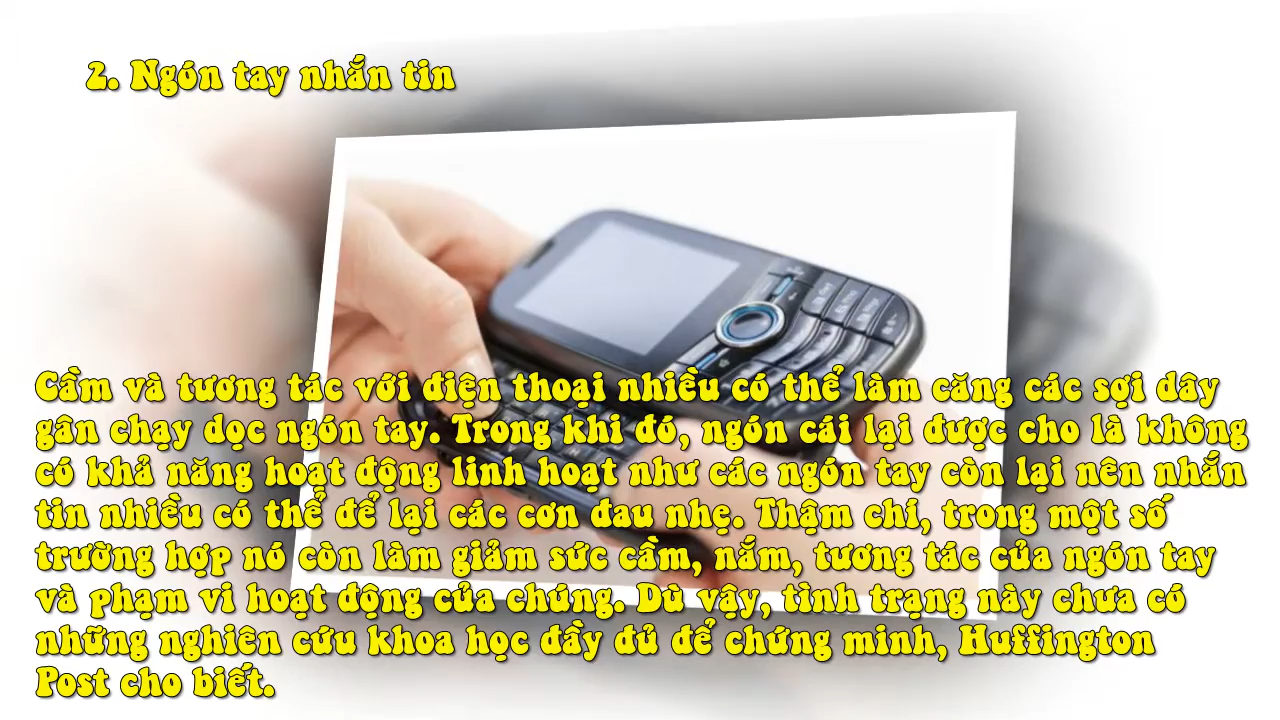 2. Ngón tay nhắn tin
Cầm và tương tác với điện thoại nhiều có thể làm căng các sợi dây
gân chạy dọc ngón tay. Trong khi đó, ngón cái lại được cho là không
có khả năng hoạt động linh hoạt như các ngón tay còn lại nên nhắn
tin nhiều có thể để lại các cơn đau nhẹ. Thậm chí, trong một số
trường hợp nó còn làm giảm sức cầm, nắm, tương tác của ngón tay
và phạm vi hoạt động của chúng. Dù vậy, tình trạng này chưa có
những nghiên cứu khoa học đầy đủ để chứng minh, Huffington
Post cho biết.